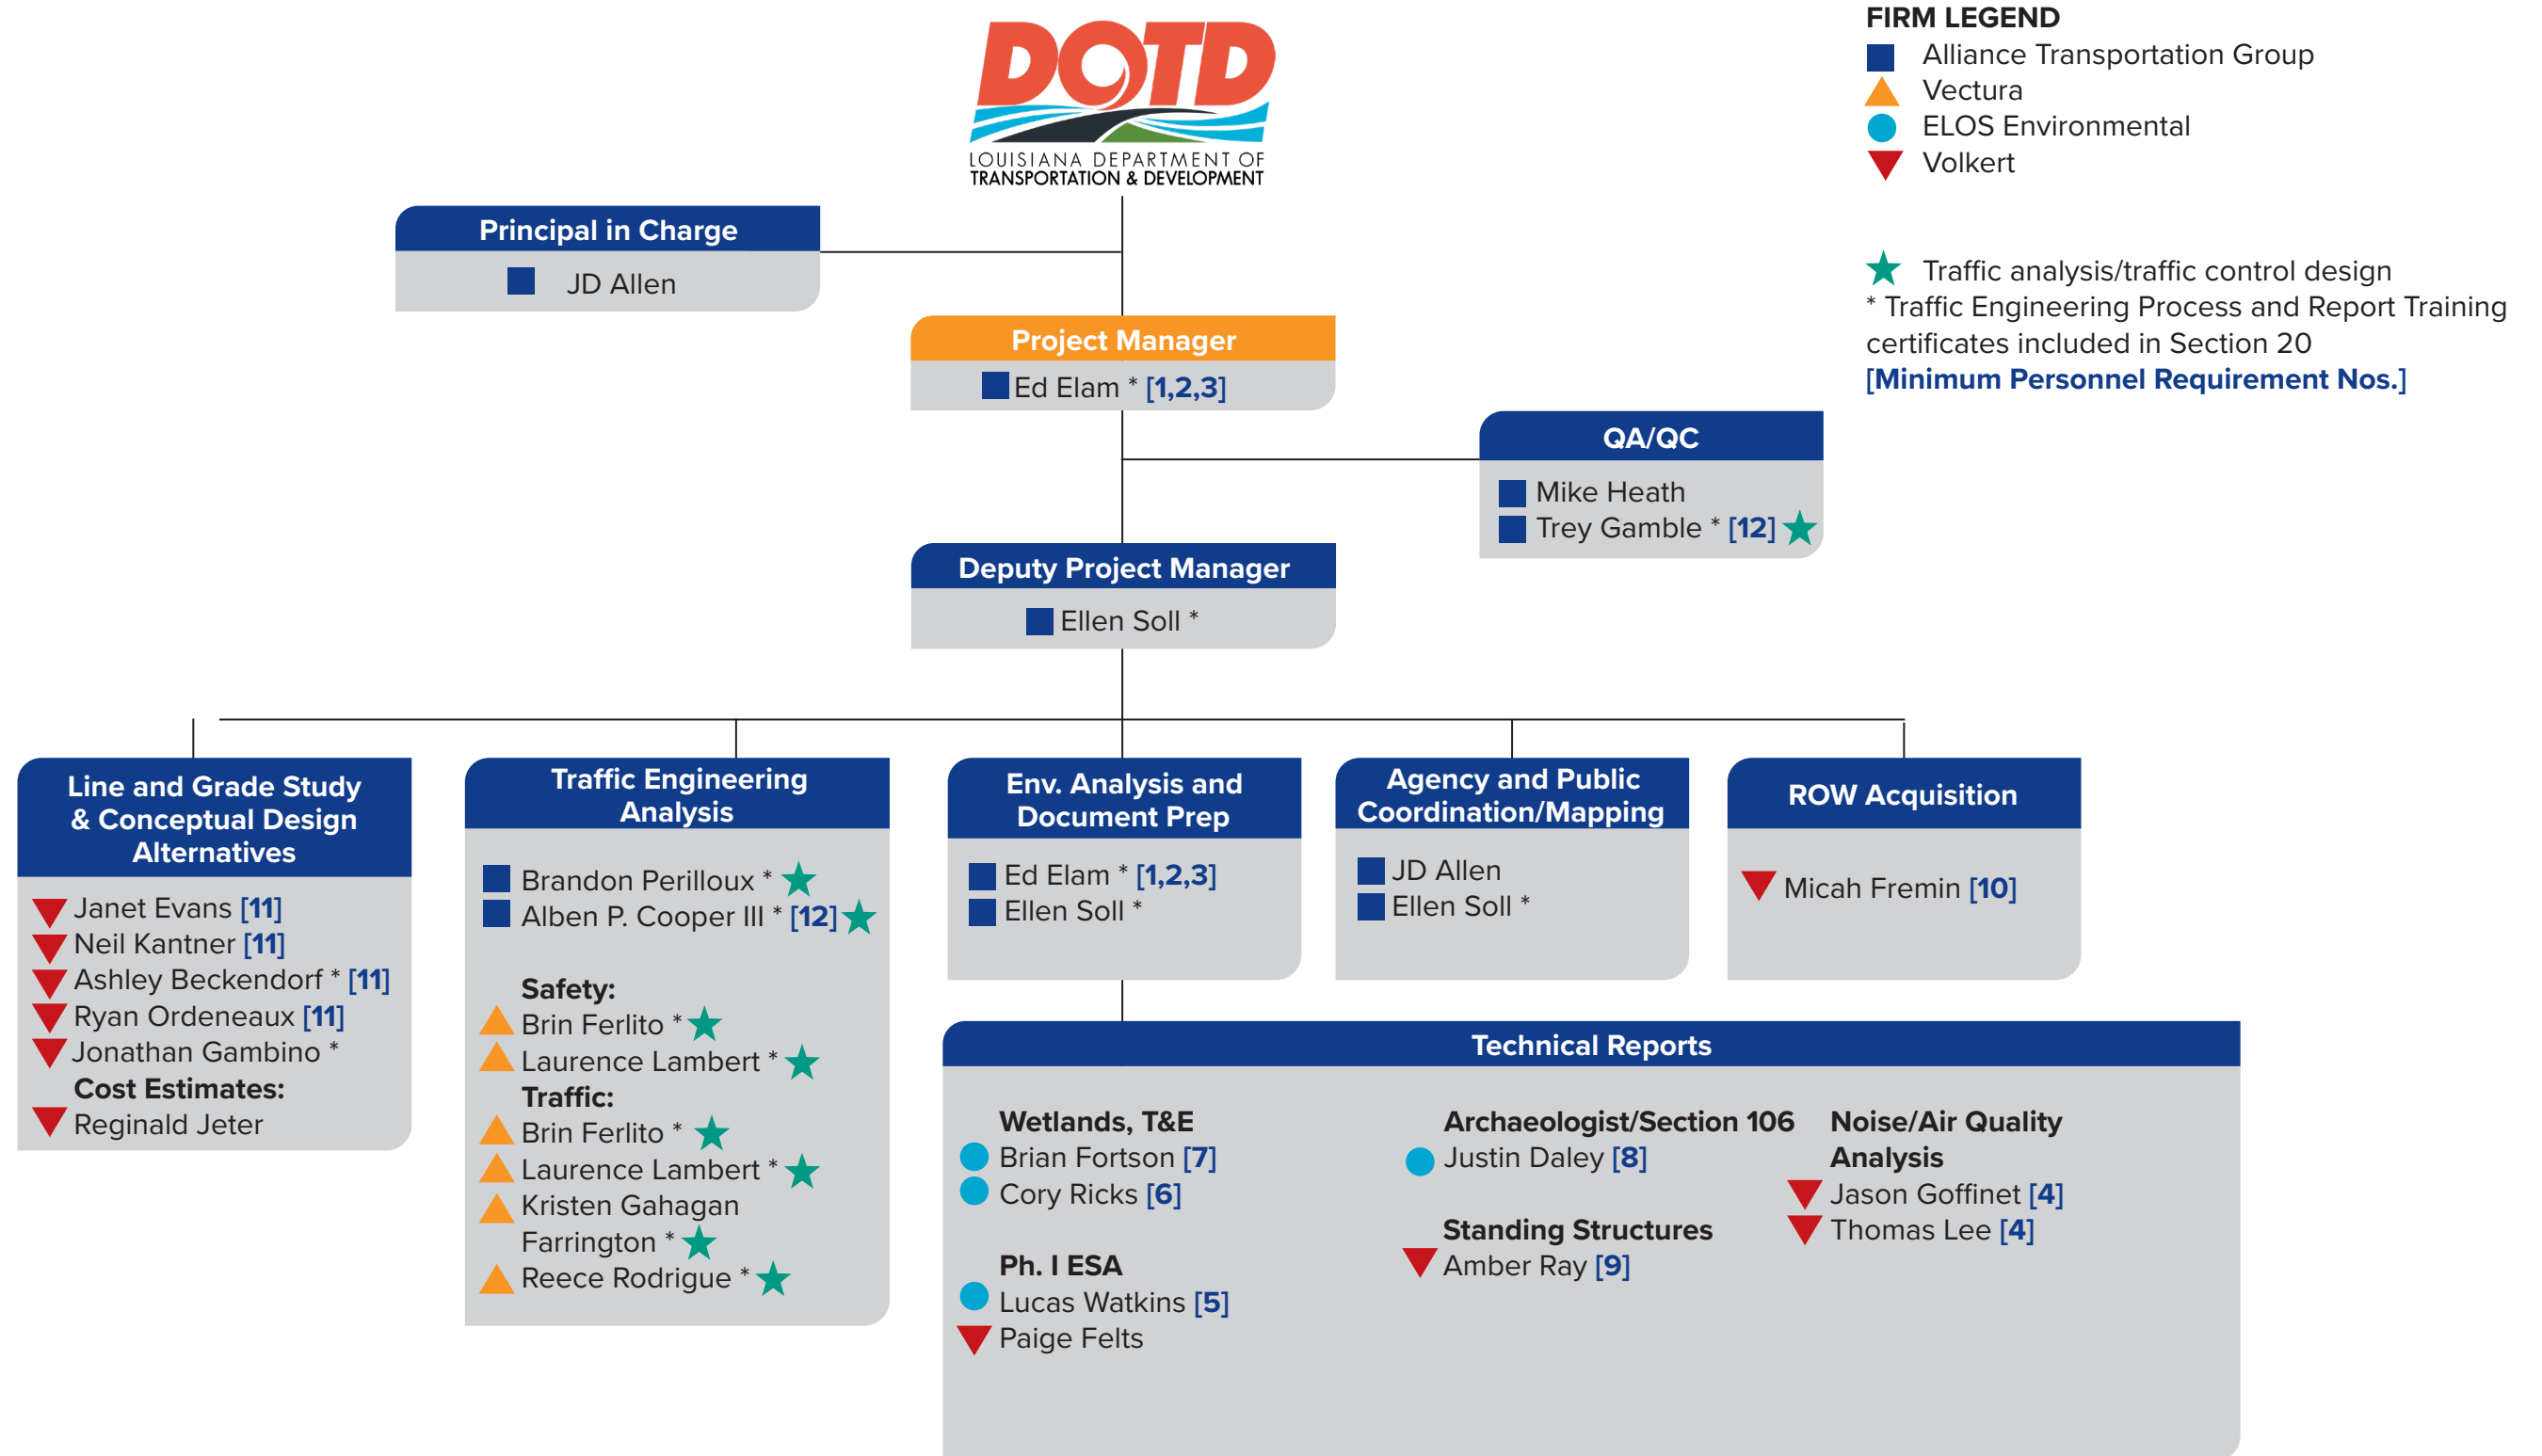 DOTD
LOUISIANA DEPARTMENT OF
TRANSPORTATION & DEVELOPMENT
FIRM LEGEND
Alliance Transportation Group
Vectura
ELOS Environmental
Volkert
Traffic analysis/traffic control design
* Traffic Engineering Process and Report Training
certificates included in Section 20
[Minimum Personnel Requirement Nos.]
Principal in Charge
JD Allen
Project Manager
Ed Elam * [1,2,3]
QA/QC
Mike Heath
Trey Gamble * [12]
Deputy Project Manager
Ellen Soll *
Line and Grade Study
& Conceptual Design
Alternatives
Janet Evans [11]
Neil Kantner [11]
Ashley Beckendorf * [11]
Ryan Ordeneaux [11]
Jonathan Gambino *
Cost Estimates:
Reginald Jeter
Traffic Engineering
Analysis
Brandon Perilloux *
Alben P. Cooper III * [12]
Safety:
Brin Ferlito *
Laurence Lambert *
Traffic:
Brin Ferlito *
Laurence Lambert *
Kristen Gahagan
Farrington *
Reece Rodrigue *
Env. Analysis and
Document Prep
Ed Elam * [1,2,3]
Ellen Soll *
Agency and Public
Coordination/Mapping
JD Allen
Ellen Soll *
ROW Acquisition
Micah Fremin [10]
Technical Reports
Wetlands, T&E
Brian Fortson [7]
Cory Ricks [6]
Ph. I ESA
Lucas Watkins [5]
Paige Felts
Archaeologist/Section 106
Justin Daley [8]
Standing Structures
Amber Ray [9]
Noise/Air Quality
Analysis
Jason Goffinet [4]
Thomas Lee [4]